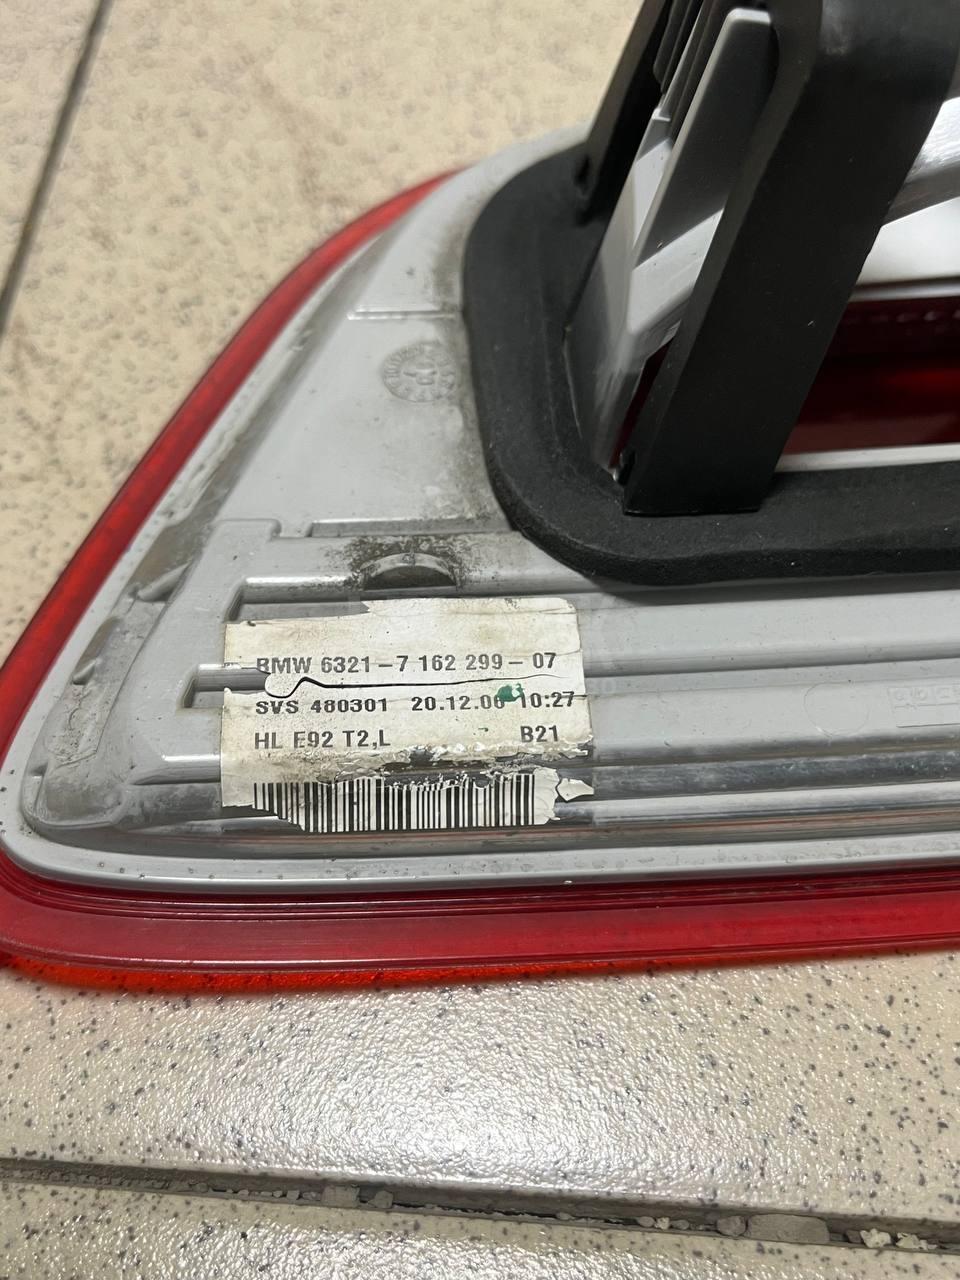 BMW 6321-7 162 299-07
SVS 480301 20.12.06 10:27
HL E92 T2,L B21